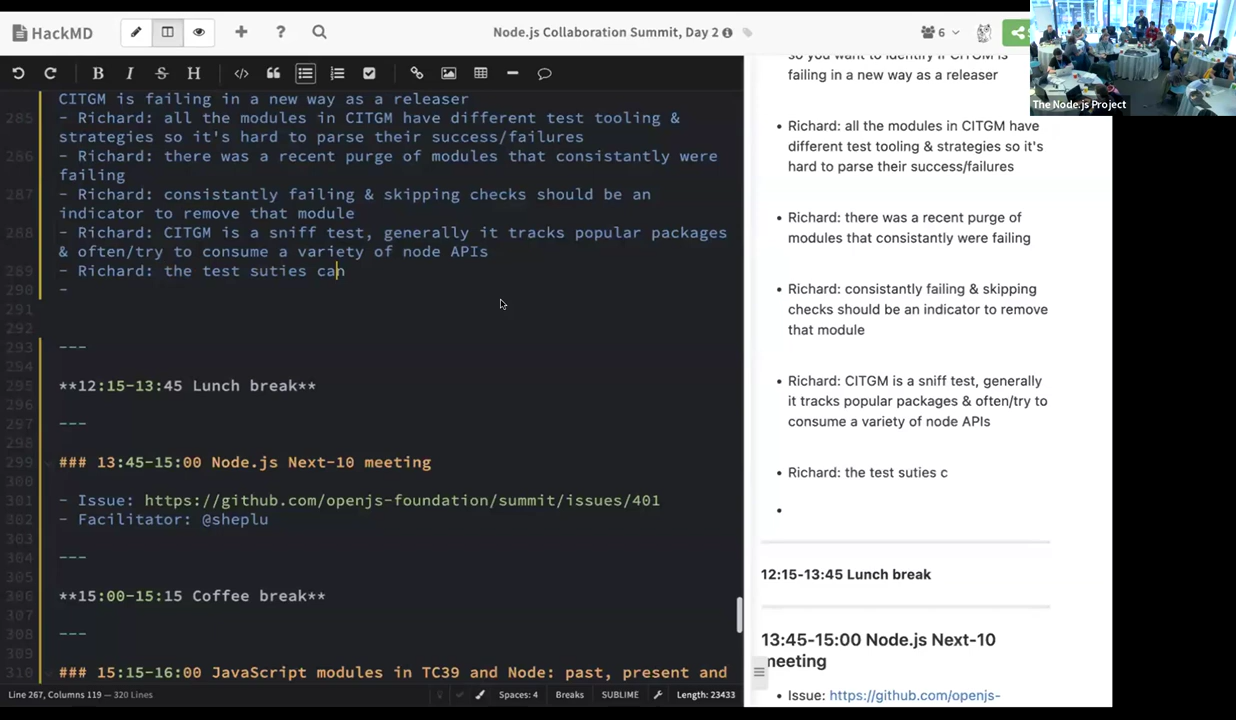 HackMD
Node.js Collaboration Summit, Day 2
6
The Node.js Project
CITGM is failing in a new way as a releaser
285 - Richard: all the modules in CITGM have different test tooling &
strategies so it's hard to parse their success/failures
286 - Richard: there was a recent purge of modules that consistantly were
failing
287 - Richard: consistantly failing & skipping checks should be an
indicator to remove that module
288 - Richard: CITGM is a sniff test, generally it tracks popular packages
& often/try to consume a variety of node APIs
289 - Richard: the test suties can
290 -
291
292
293 ---
294
295 **12:15-13:45 Lunch break**
296
297 ---
298
299 ### 13:45-15:00 Node.js Next-10 meeting
300
301 - Issue: https://github.com/openjs-foundation/summit/issues/401
302 - Facilitator: @sheplu
303
304 ---
305
306 **15:00-15:15 Coffee break**
307
308 ---
309
310 ### 15:15-16:00 JavaScript modules in TC39 and Node: past, present and
Line 267, Columns 119 — 320 Lines
Spaces: 4
Breaks
SUBLIME
Length: 23433
so you want to identify if CITGM is
failing in a new way as a releaser
• Richard: all the modules in CITGM have
different test tooling & strategies so it's
hard to parse their success/failures
• Richard: there was a recent purge of
modules that consistantly were failing
• Richard: consistantly failing & skipping
checks should be an indicator to remove
that module
• Richard: CITGM is a sniff test, generally
it tracks popular packages & often/try to
consume a variety of node APIs
• Richard: the test suties c
•
12:15-13:45 Lunch break
13:45-15:00 Node.js Next-10
meeting
• Issue: https://github.com/openjs-